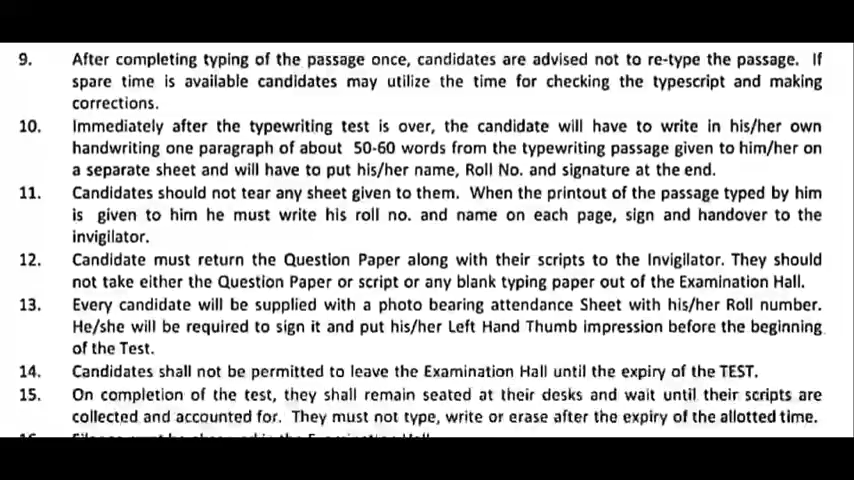 9. After completing typing of the passage once, candidates are advised not to re-type the passage. If
spare time is available candidates may utilize the time for checking the typescript and making
corrections.
10. Immediately after the typewriting test is over, the candidate will have to write in his/her own
handwriting one paragraph of about 50-60 words from the typewriting passage given to him/her on
a separate sheet and will have to put his/her name, Roll No. and signature at the end.
11. Candidates should not tear any sheet given to them. When the printout of the passage typed by him
is given to him he must write his roll no. and name on each page, sign and handover to the
invigilator.
12. Candidate must return the Question Paper along with their scripts to the Invigilator. They should
not take either the Question Paper or script or any blank typing paper out of the Examination Hall.
13. Every candidate will be supplied with a photo bearing attendance Sheet with his/her Roll number.
He/she will be required to sign it and put his/her Left Hand Thumb impression before the beginning
of the Test.
14. Candidates shall not be permitted to leave the Examination Hall until the expiry of the TEST.
15. On completion of the test, they shall remain seated at their desks and wait until their scripts are
collected and accounted for. They must not type, write or erase after the expiry of the allotted time.